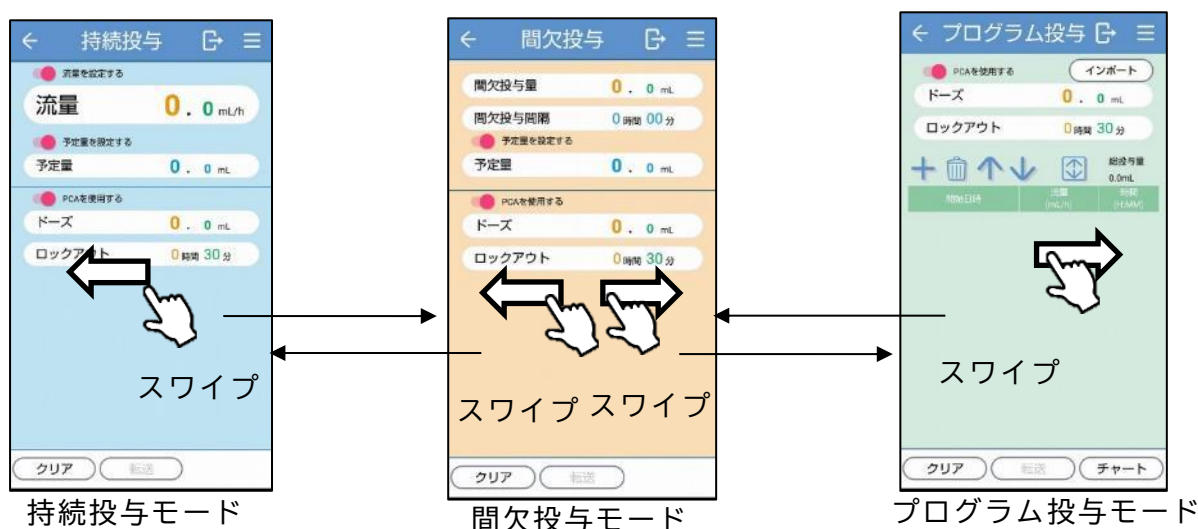 持続投与
流量を設定する
流量 0.0 mL/h
予定量を設定する
予定量 0.0 mL
PCAを使用する
ドーズ 0.0 mL
ロックアウト 0時間 30分
スワイプ
クリア 転送
持続投与モード
間欠投与
間欠投与量 0.0 mL
間欠投与間隔 0時間 00分
予定量を設定する
予定量 0.0 mL
PCAを使用する
ドーズ 0.0 mL
ロックアウト 0時間 30分
スワイプ スワイプ
クリア 転送
間欠投与モード
プログラム投与
PCAを使用する インポート
ドーズ 0.0 mL
ロックアウト 0時間 30分
総投与量
0.0mL
開始日時 流量 時間
(mL/h) (H:MM)
スワイプ
クリア 転送 チャート
プログラム投与モード